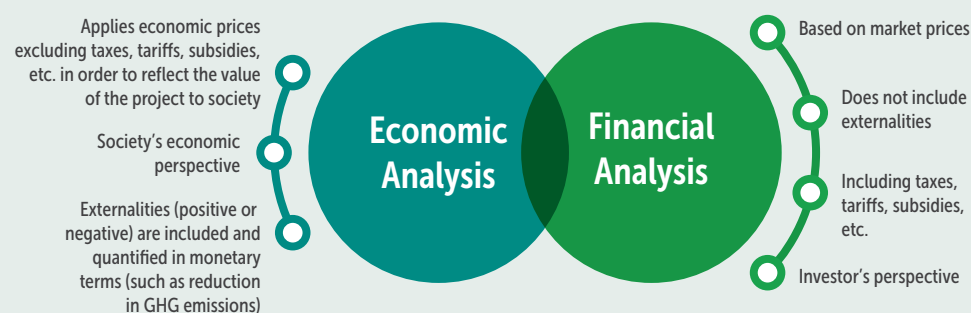 Applies economic prices
excluding taxes, tariffs, subsidies,
etc. in order to reflect the value
of the project to society
Society's economic
perspective
Externalities (positive or
negative) are included and
quantified in monetary
terms (such as reduction
in GHG emissions)
Economic
Analysis
Financial
Analysis
Based on market prices
Does not include
externalities
Including taxes,
tariffs, subsidies,
etc.
Investor's perspective